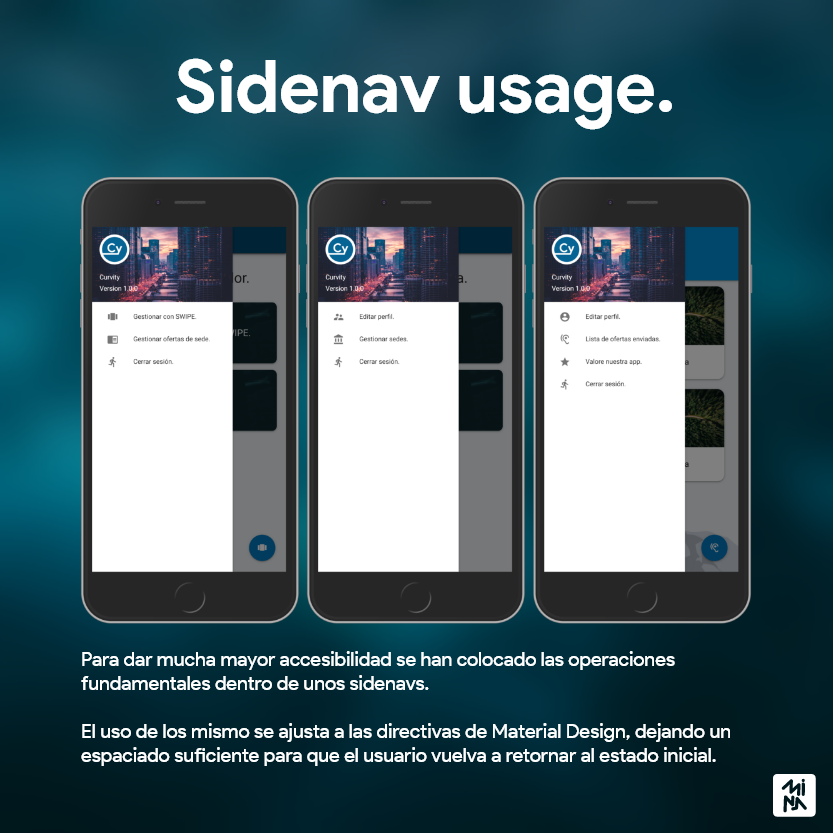 Sidenav usage.
Cy
Curvity
Version 1.0.0
or.
Gestionar con SWIPE.
Gestionar ofertas de sede.
Cerrar sesión.
WIPE.
Cy
Curvity
Version 1.0.0
a.
Editar perfil.
Gestionar sedes.
Cerrar sesión.
Cy
Curvity
Version 1.0.0
Editar perfil.
Lista de ofertas enviadas.
Valore nuestra app.
Cerrar sesión.
a
a
Para dar mucha mayor accesibilidad se han colocado las operaciones
fundamentales dentro de unos sidenavs.
El uso de los mismo se ajusta a las directivas de Material Design, dejando un
espaciado suficiente para que el usuario vuelva a retornar al estado inicial.
MiNA